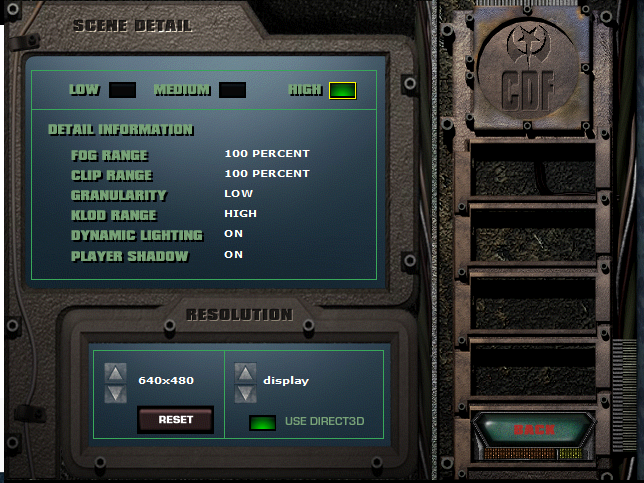 SCENE DETAIL
CDF
LOW MEDIUM HIGH
DETAIL INFORMATION
FOG RANGE 100 PERCENT
CLIP RANGE 100 PERCENT
GRANULARITY LOW
KLOD RANGE HIGH
DYNAMIC LIGHTING ON
PLAYER SHADOW ON
RESOLUTION
640x480 display
RESET USE DIRECT3D
BACK